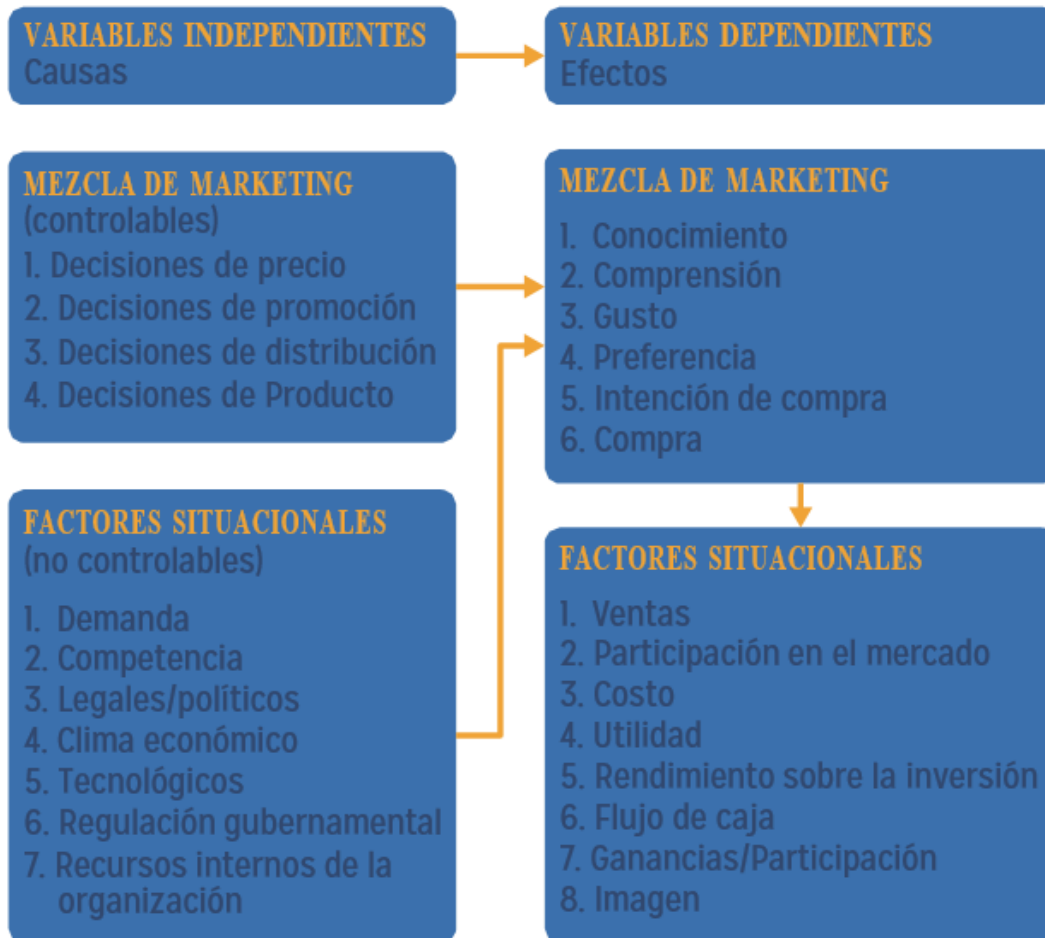 VARIABLES INDEPENDIENTES
Causas
VARIABLES DEPENDIENTES
Efectos
MEZCLA DE MARKETING
(controlables)
1. Decisiones de precio
2. Decisiones de promoción
3. Decisiones de distribución
4. Decisiones de Producto
MEZCLA DE MARKETING
1. Conocimiento
2. Comprensión
3. Gusto
4. Preferencia
5. Intención de compra
6. Compra
FACTORES SITUACIONALES
(no controlables)
1. Demanda
2. Competencia
3. Legales/políticos
4. Clima económico
5. Tecnológicos
6. Regulación gubernamental
7. Recursos internos de la
organización
FACTORES SITUACIONALES
1. Ventas
2. Participación en el mercado
3. Costo
4. Utilidad
5. Rendimiento sobre la inversión
6. Flujo de caja
7. Ganancias/Participación
8. Imagen